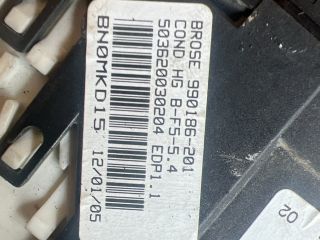 BROSE 990186-201
COND HG 8-F5-5.4
503620030204 EDP1.1
BN0MKD15 12/01/05
02